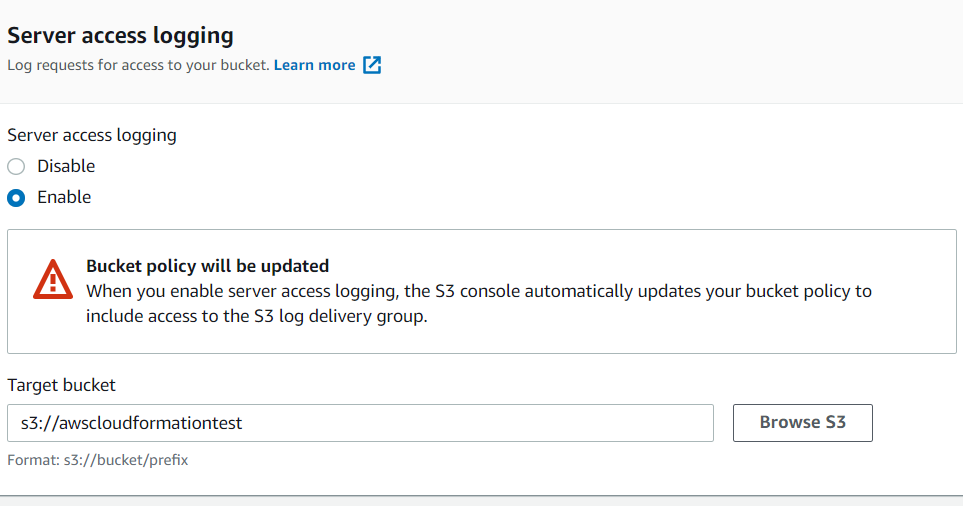 Server access logging
Log requests for access to your bucket. Learn more
Server access logging
Disable
Enable
Bucket policy will be updated
When you enable server access logging, the S3 console automatically updates your bucket policy to
include access to the S3 log delivery group.
Target bucket
s3://awscloudformationtest
Browse S3
Format: s3://bucket/prefix